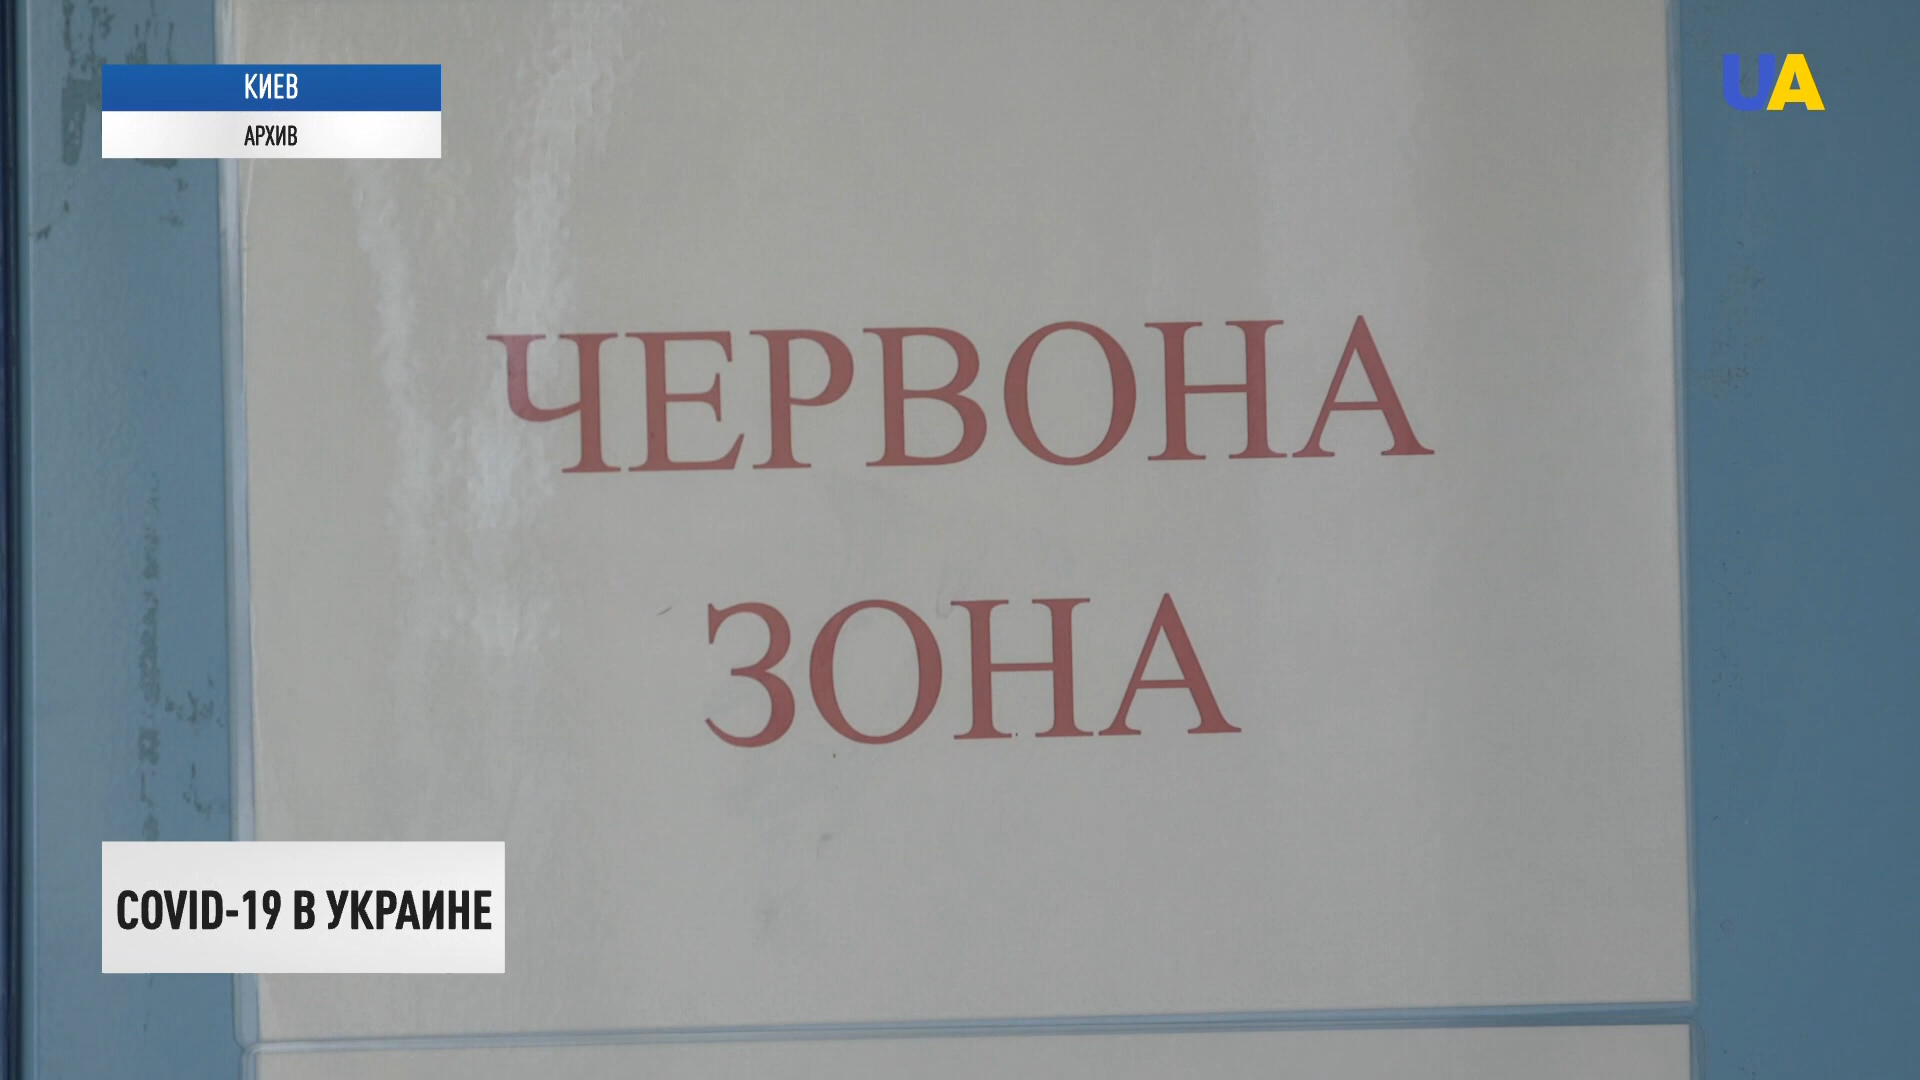 КИЕВ
АРХИВ
UA
ЧЕРВОНА
ЗОНА
COVID-19 В УКРАИНЕ